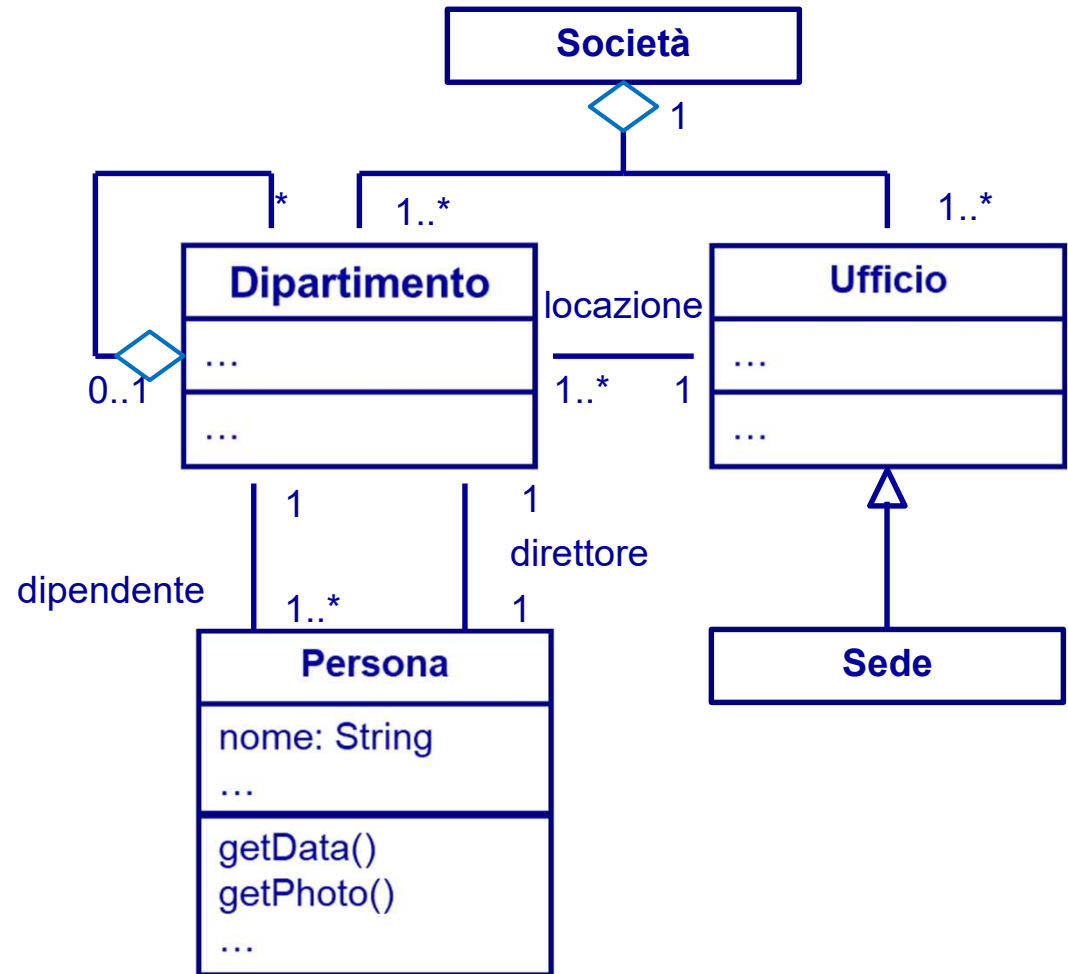 Società
1
*
1..*
1..*
Dipartimento
Ufficio
locazione
…
…
0..1
1..*
1
…
…
1
1
direttore
dipendente
1..*
1
Persona
Sede
nome: String
…
getData()
getPhoto()
…